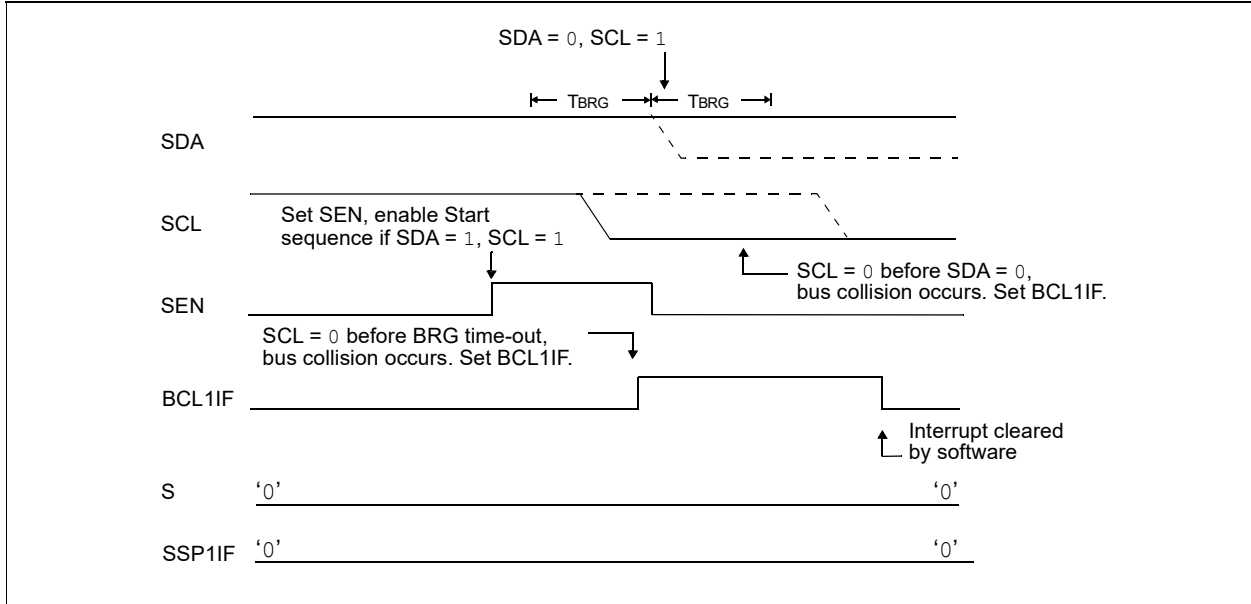 SDA = 0, SCL = 1
TBRG TBRG
SDA
SCL
Set SEN, enable Start
sequence if SDA = 1, SCL = 1
SCL = 0 before SDA = 0,
bus collision occurs. Set BCL1IF.
SEN
SCL = 0 before BRG time-out,
bus collision occurs. Set BCL1IF.
BCL1IF
Interrupt cleared
by software
S ‘0’ ‘0’
SSP1IF ‘0’ ‘0’